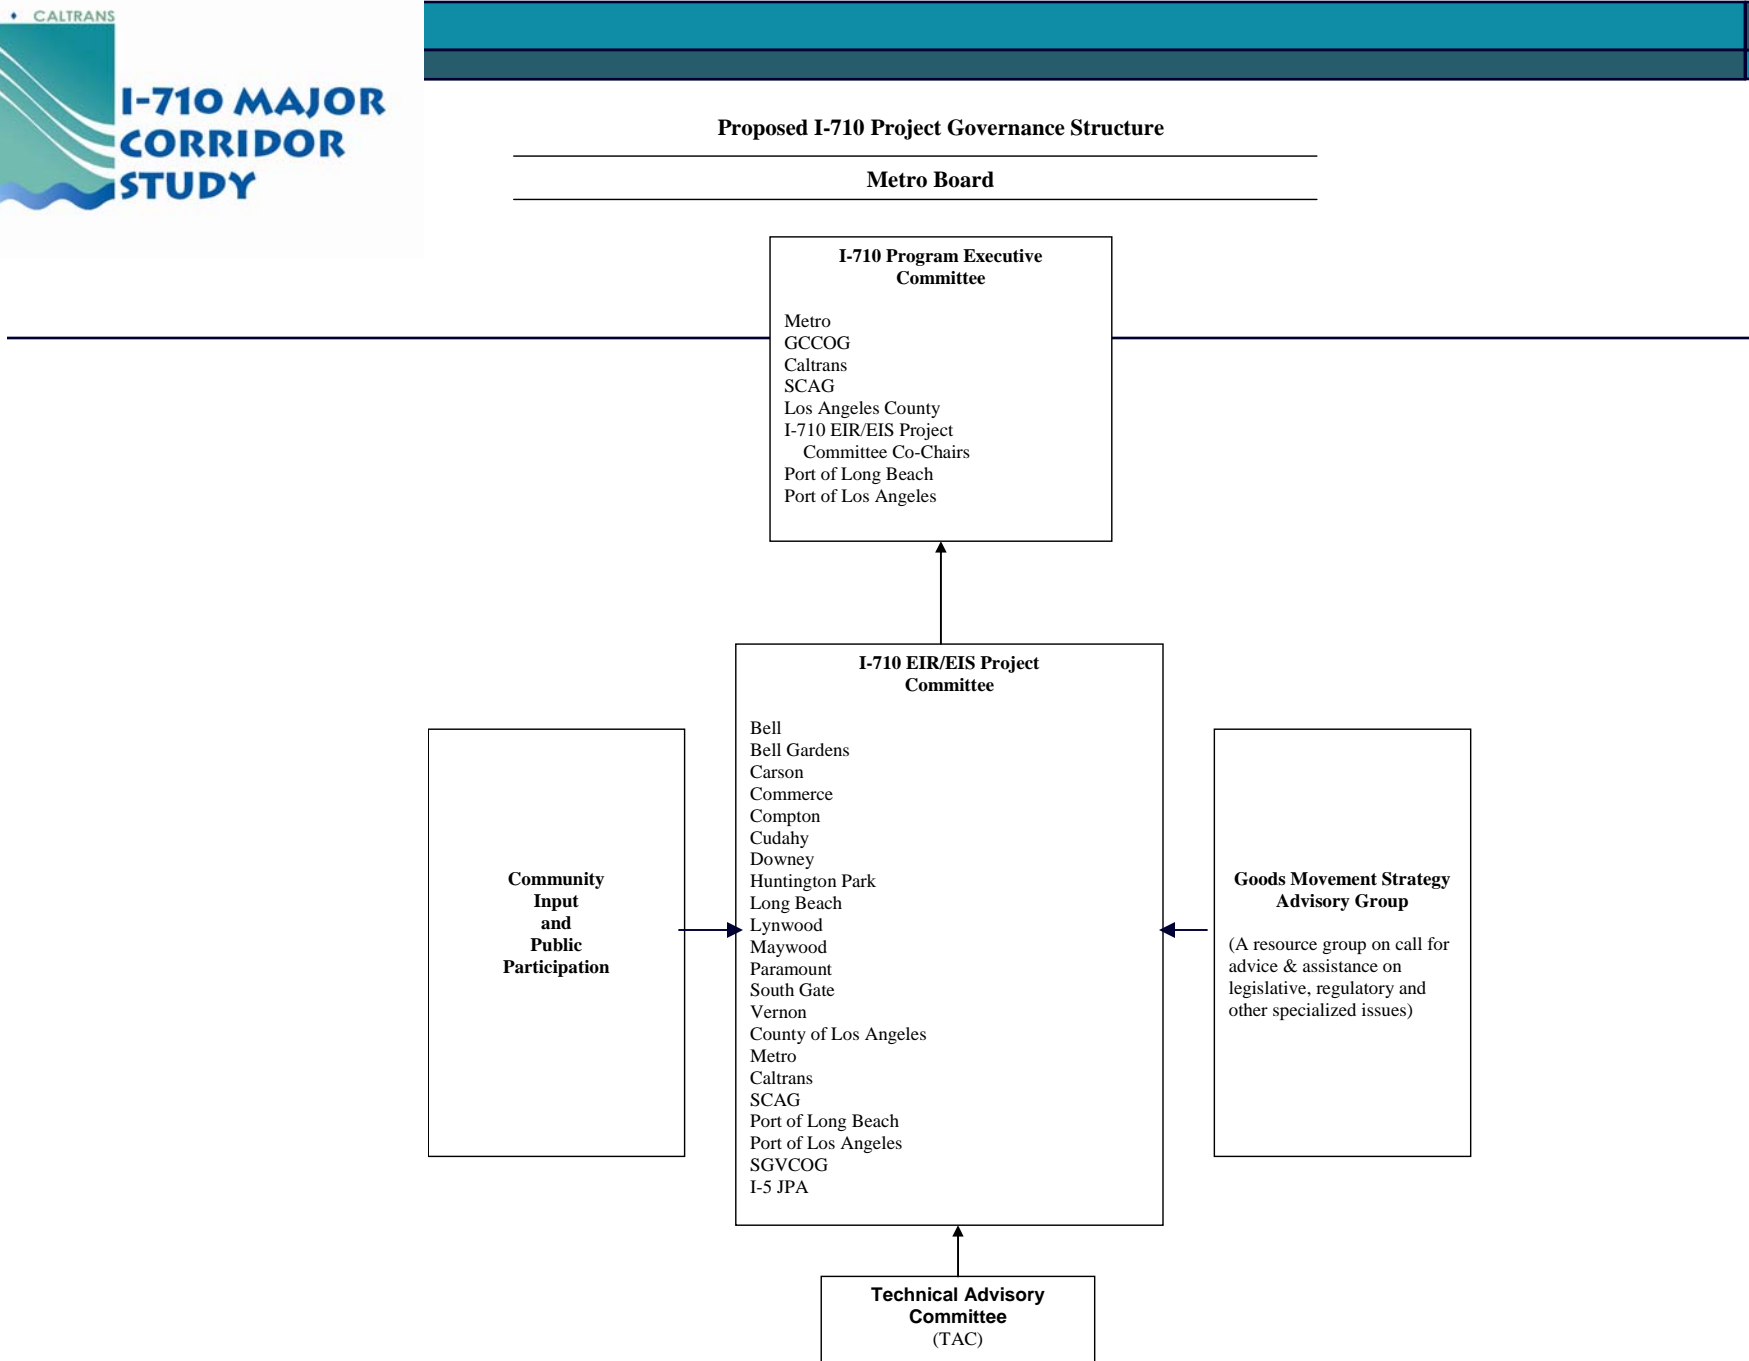 • CALTRANS
I-710 MAJOR
CORRIDOR
STUDY
Proposed I-710 Project Governance Structure
Metro Board
I-710 Program Executive
Committee
Metro
GCCOG
Caltrans
SCAG
Los Angeles County
I-710 EIR/EIS Project
Committee Co-Chairs
Port of Long Beach
Port of Los Angeles
I-710 EIR/EIS Project
Committee
Bell
Bell Gardens
Carson
Commerce
Compton
Cudahy
Downey
Huntington Park
Long Beach
Lynwood
Maywood
Paramount
South Gate
Vernon
County of Los Angeles
Metro
Caltrans
SCAG
Port of Long Beach
Port of Los Angeles
SGVCOG
I-5 JPA
Community
Input
and
Public
Participation
Goods Movement Strategy
Advisory Group
(A resource group on call for
advice & assistance on
legislative, regulatory and
other specialized issues)
Technical Advisory
Committee
(TAC)